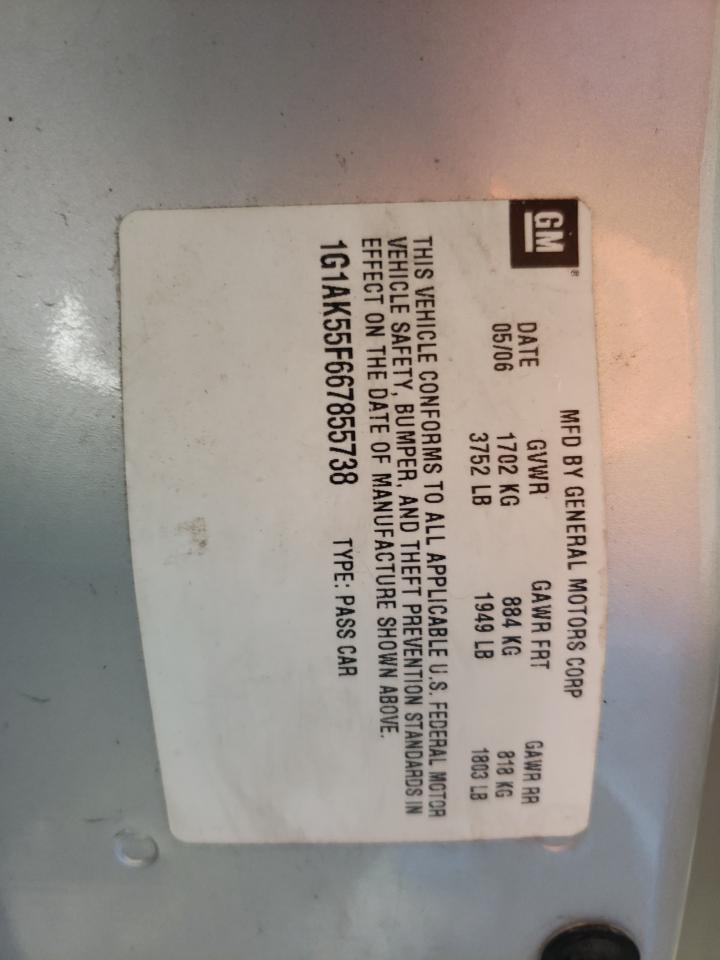 GM®
MFD BY GENERAL MOTORS CORP
DATE GVWR GAWR FRT GAWR RR
05/06 1702 KG 884 KG 818 KG
3752 LB 1949 LB 1803 LB
THIS VEHICLE CONFORMS TO ALL APPLICABLE U.S. FEDERAL MOTOR
VEHICLE SAFETY, BUMPER, AND THEFT PREVENTION STANDARDS IN
EFFECT ON THE DATE OF MANUFACTURE SHOWN ABOVE.
1G1AK55F667855738 TYPE: PASS CAR